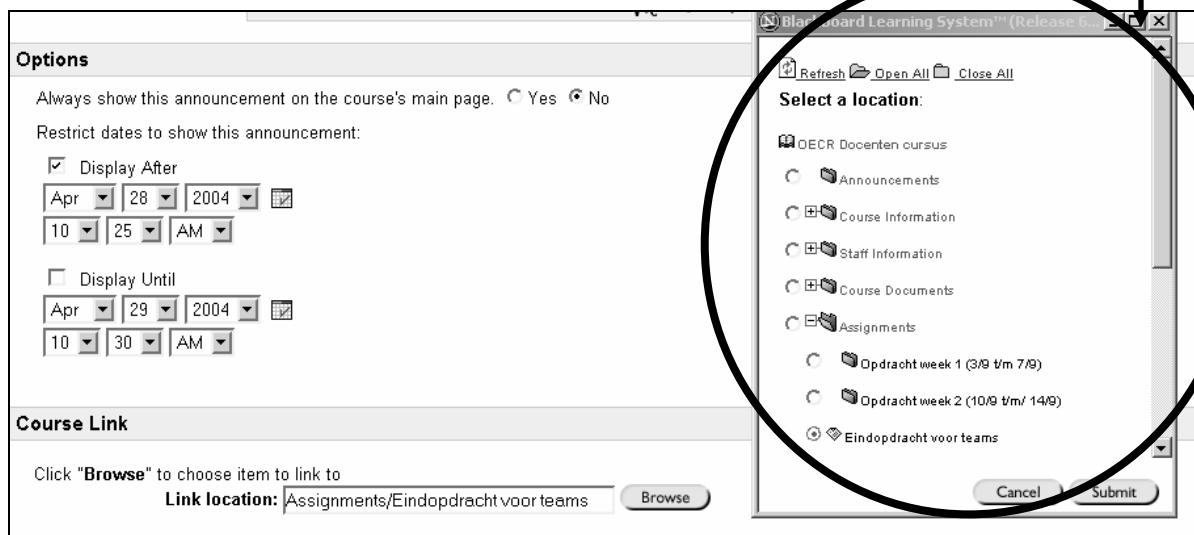 Options
Always show this announcement on the course's main page. Yes No
Restrict dates to show this announcement:
Display After
Apr 28 2004
10 25 AM
Display Until
Apr 29 2004
10 30 AM
Course Link
Click "Browse" to choose item to link to
Link location: Assignments/Eindopdracht voor teams Browse
Blackboard Learning System™ (Release 6...
Refresh Open All Close All
Select a location:
OECR Docenten cursus
Announcements
Course Information
Staff Information
Course Documents
Assignments
Opdracht week 1 (3/9 t/m 7/9)
Opdracht week 2 (10/9 t/m/ 14/9)
Eindopdracht voor teams
Cancel Submit